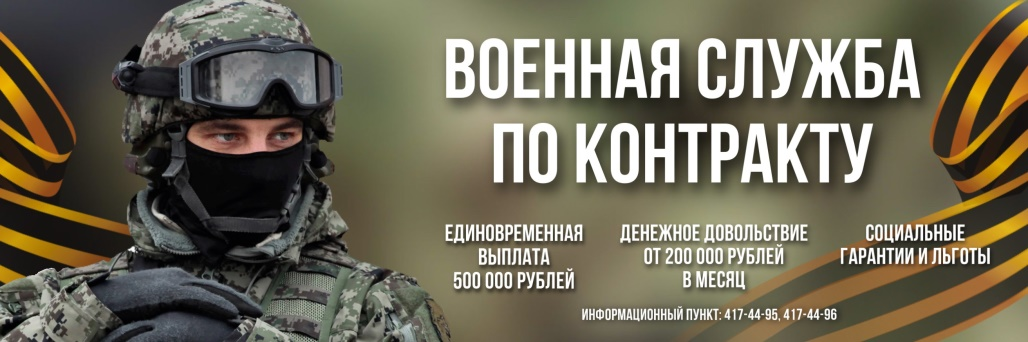 ВОЕННАЯ СЛУЖБА
ПО КОНТРАКТУ
ЕДИНОВРЕМЕННАЯ
ВЫПЛАТА
500 000 РУБЛЕЙ
ДЕНЕЖНОЕ ДОВОЛЬСТВИЕ
ОТ 200 000 РУБЛЕЙ
В МЕСЯЦ
СОЦИАЛЬНЫЕ
ГАРАНТИИ И ЛЬГОТЫ
ИНФОРМАЦИОННЫЙ ПУНКТ: 417-44-95, 417-44-96